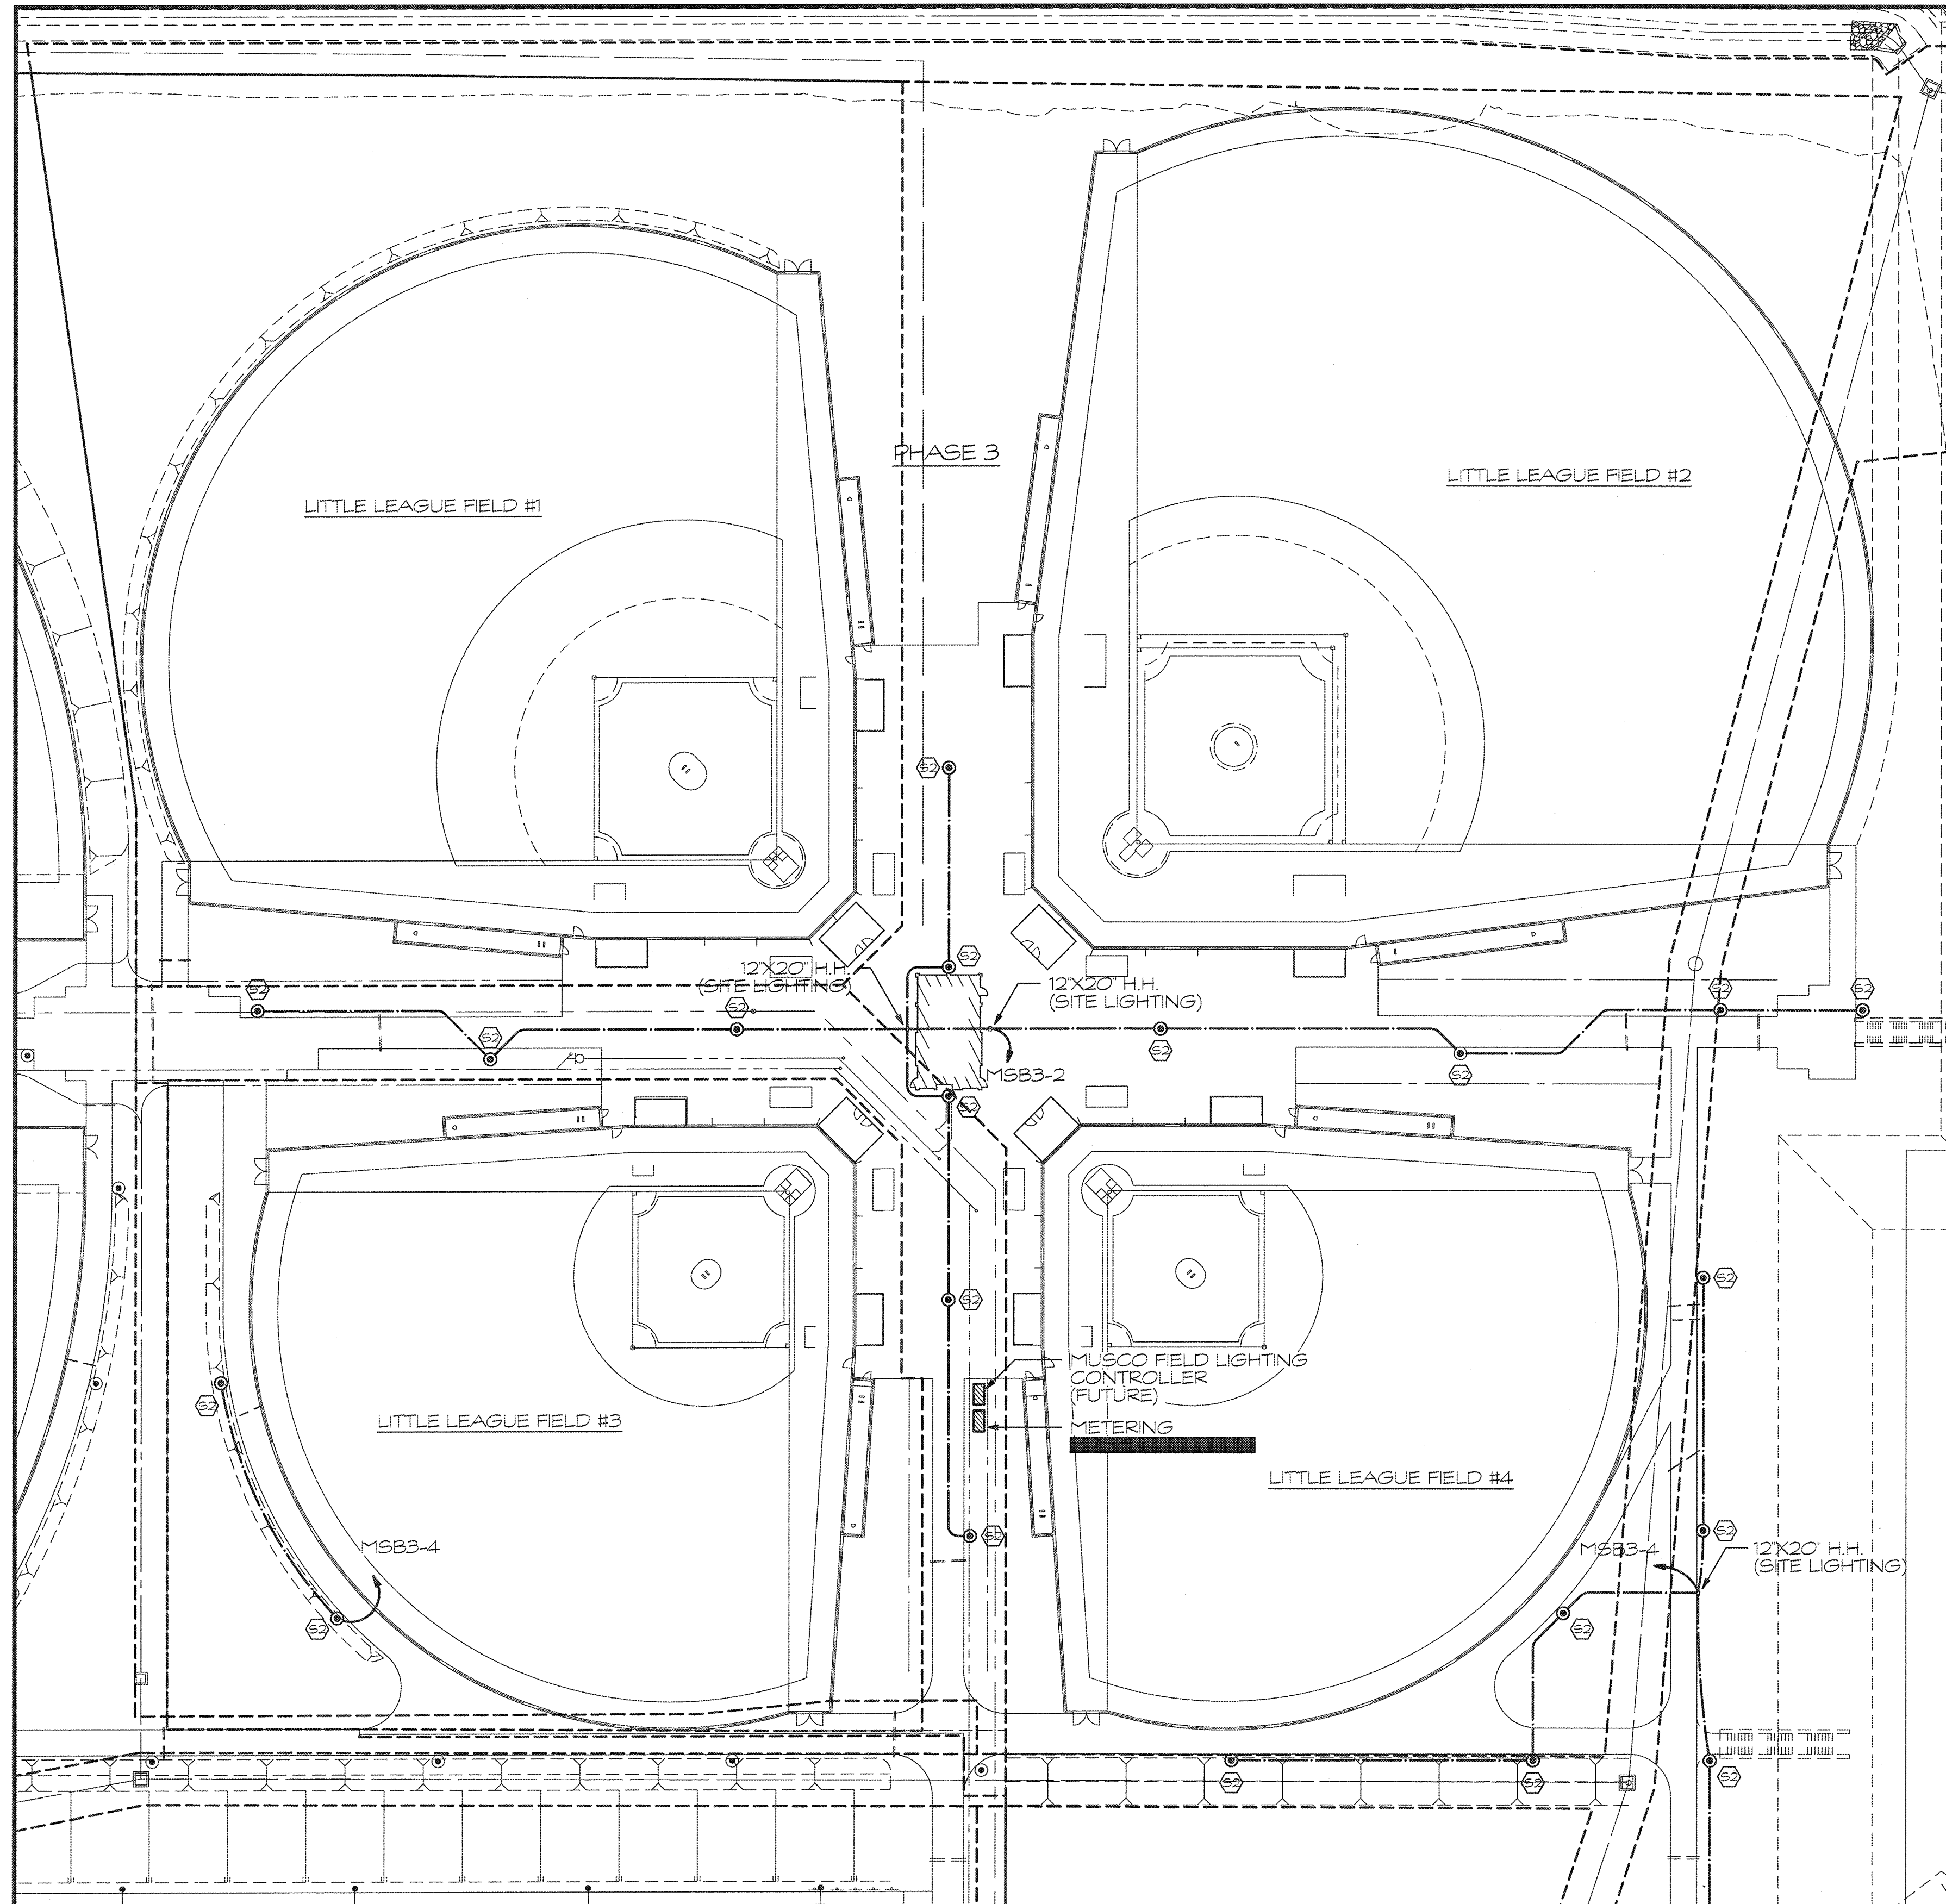 PHASE 3
LITTLE LEAGUE FIELD #2
LITTLE LEAGUE FIELD #1
S2
S2
12"X20" H.H.
(SITE LIGHTING)
12"X20" H.H.
(SITE LIGHTING)
S2
S2
S2
S2
S2
S2
S2
MSB3-2
S2
S2
S2
MUSCO FIELD LIGHTING
CONTROLLER
(FUTURE)
METERING
S2
LITTLE LEAGUE FIELD #3
LITTLE LEAGUE FIELD #4
S2
S2
MSB3-4
MSB3-4
12"X20" H.H.
(SITE LIGHTING)
S2
S2
S2
S2
S2